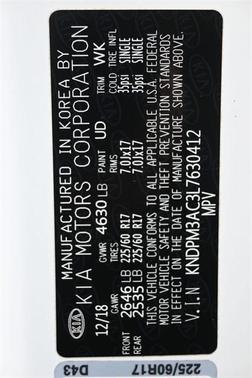 MANUFACTURED IN KOREA BY
KIA MOTORS CORPORATION
PAINT UD TRIM WK
12/18 GVWR 4630 LB
GAWR TIRES RIMS COLD TIRE INFL
FRONT 2646 LB 225/60 R17 7.0Jx17 35psi SINGLE
REAR 2535 LB 225/60 R17 7.0Jx17 35psi SINGLE
THIS VEHICLE CONFORMS TO ALL APPLICABLE U.S.A. FEDERAL
MOTOR VEHICLE SAFETY AND THEFT PREVENTION STANDARDS
IN EFFECT ON THE DATE OF MANUFACTURE SHOWN ABOVE.
V.I.N KNDPM3AC3L7630412
MPV
KIA
D43 225/60R17